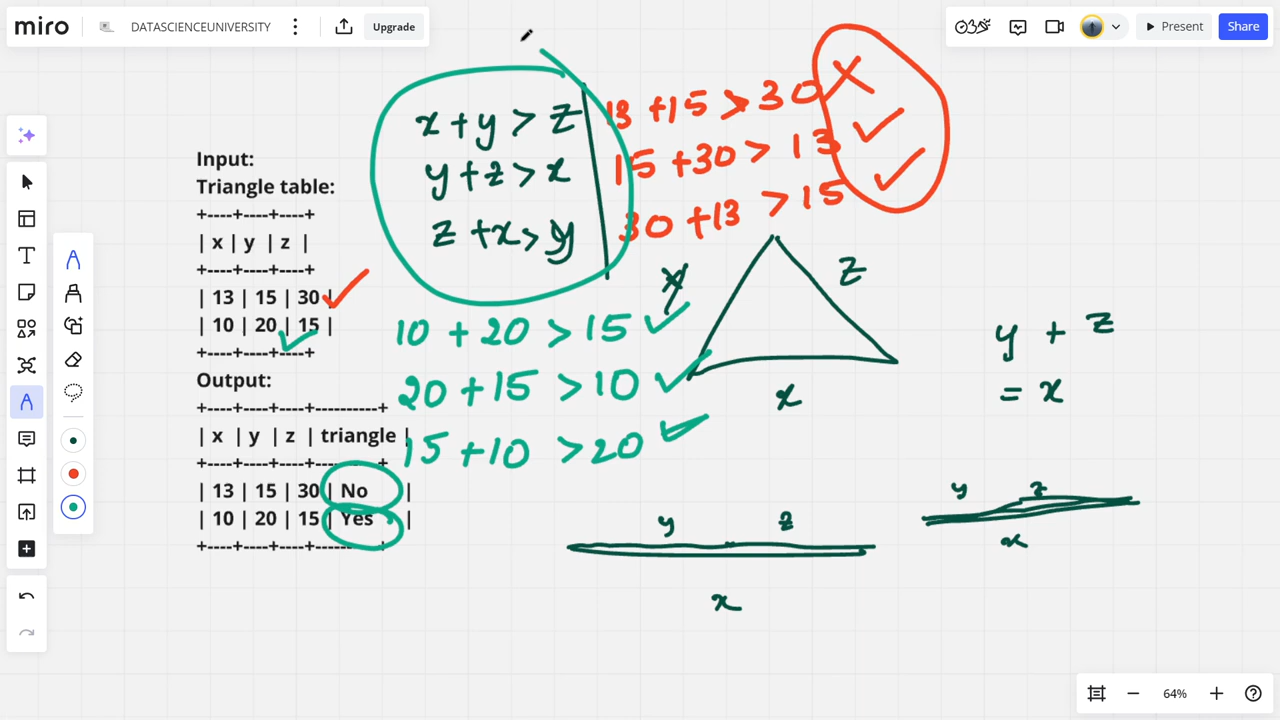 miro
DATASCIENCEUNIVERSITY
Upgrade
Present
Share
x + y > z
y + z > x
z + x > y
13 + 15 > 30 ✗
15 + 30 > 13 ✓
30 + 13 > 15 ✓
Input:
Triangle table:
+----+----+----+
| x | y | z |
+----+----+----+
| 13 | 15 | 30 |
| 10 | 20 | 15 |
+----+----+----+
10 + 20 > 15 ✓
20 + 15 > 10 ✓
15 + 10 > 20 ✓
z
x
y + z
= x
Output:
+----+----+----+----------+
| x | y | z | triangle |
+----+----+----+----------+
| 13 | 15 | 30 | No |
| 10 | 20 | 15 | Yes |
+----+----+----+----------+
y z
x
y z
x
64%